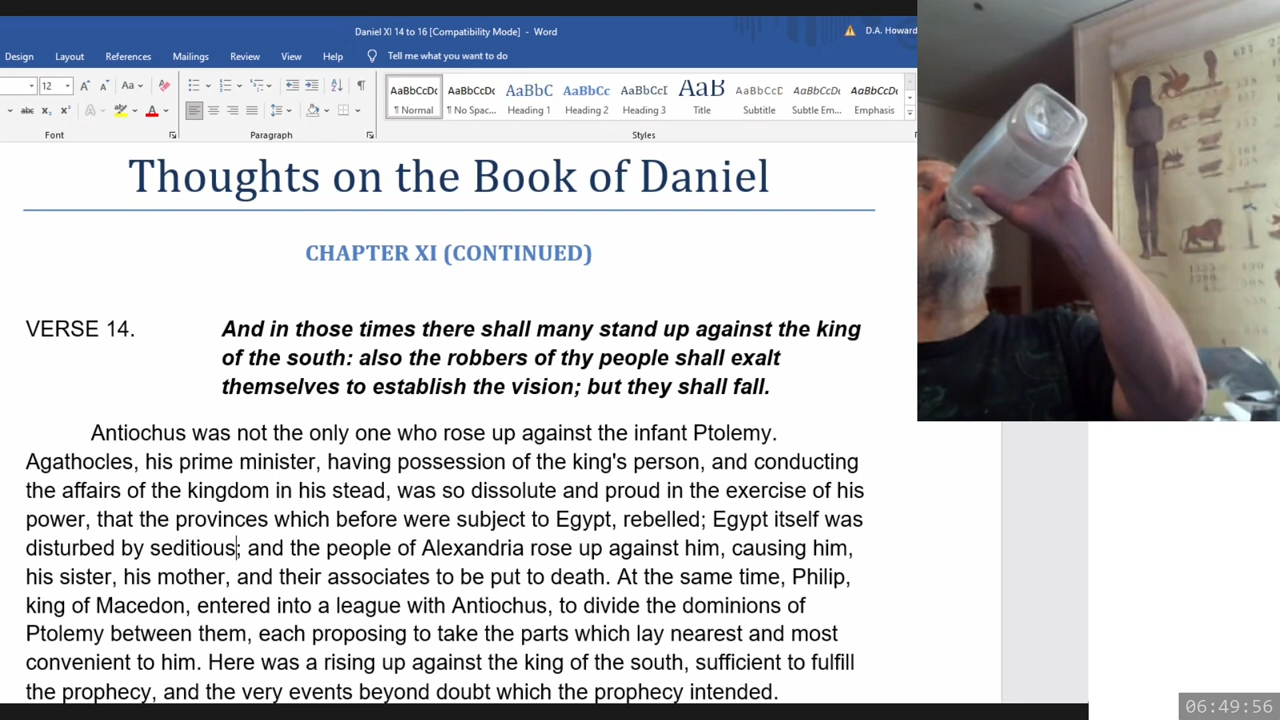 Daniel XI 14 to 16 [Compatibility Mode] - Word
D.A. Howard
Design Layout References Mailings Review View Help Tell me what you want to do
12 Aa
abc x₂ x² A A
AaBbCcDc AaBbCcDc AaBbC AaBbCc AaBbCcI AaB AaBbCcD AaBbCcDc AaBbCcDc
¶ Normal ¶ No Spac... Heading 1 Heading 2 Heading 3 Title Subtitle Subtle Em... Emphasis
Font Paragraph Styles
Thoughts on the Book of Daniel
CHAPTER XI (CONTINUED)
VERSE 14. And in those times there shall many stand up against the king
of the south: also the robbers of thy people shall exalt
themselves to establish the vision; but they shall fall.
Antiochus was not the only one who rose up against the infant Ptolemy.
Agathocles, his prime minister, having possession of the king's person, and conducting
the affairs of the kingdom in his stead, was so dissolute and proud in the exercise of his
power, that the provinces which before were subject to Egypt, rebelled; Egypt itself was
disturbed by seditious; and the people of Alexandria rose up against him, causing him,
his sister, his mother, and their associates to be put to death. At the same time, Philip,
king of Macedon, entered into a league with Antiochus, to divide the dominions of
Ptolemy between them, each proposing to take the parts which lay nearest and most
convenient to him. Here was a rising up against the king of the south, sufficient to fulfill
the prophecy, and the very events beyond doubt which the prophecy intended.
06:49:56